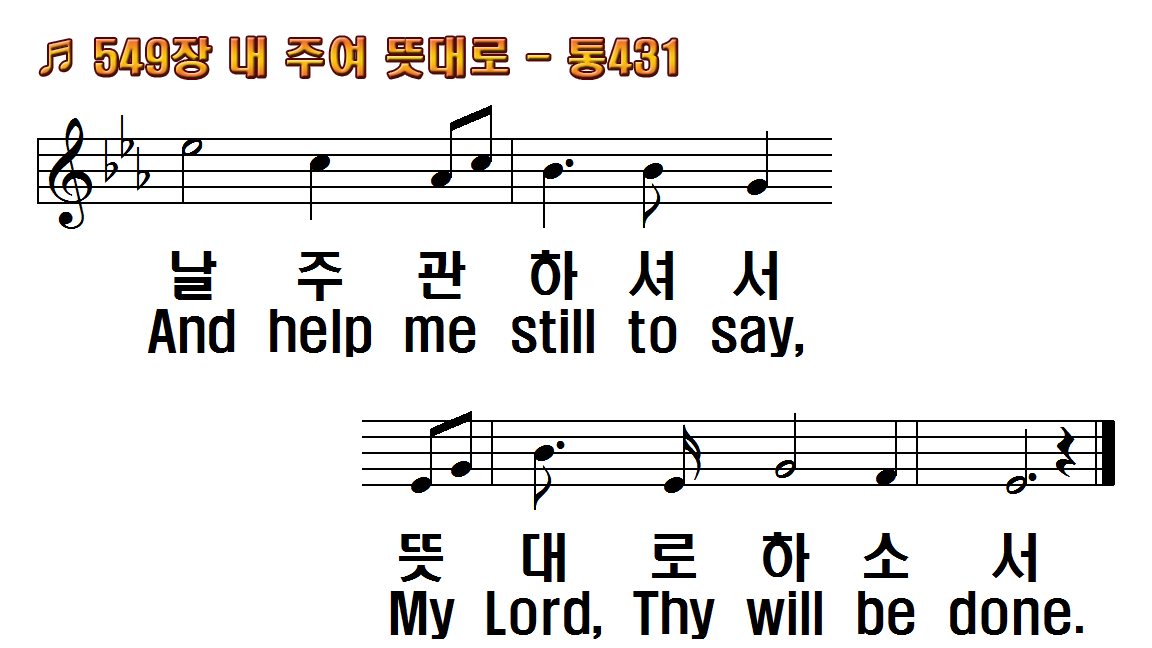 ♬ 549장 내 주여 뜻대로 - 통431
날 주 관 하 셔 서
And help me still to say,
뜻 대 로 하 소 서
My Lord, Thy will be done.